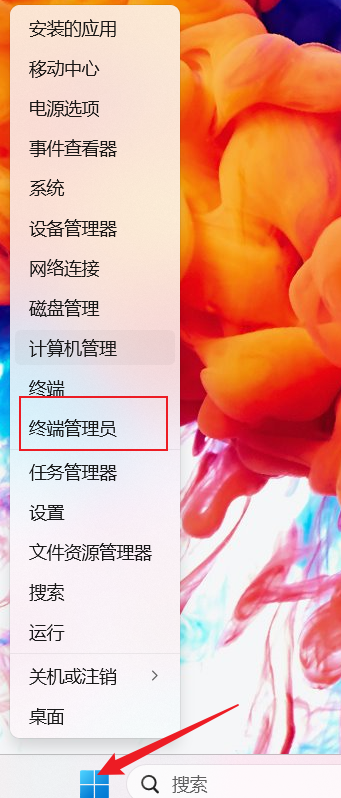 安装的应用
移动中心
电源选项
事件查看器
系统
设备管理器
网络连接
磁盘管理
计算机管理
终端
终端管理员
任务管理器
设置
文件资源管理器
搜索
运行
关机或注销
桌面
搜索